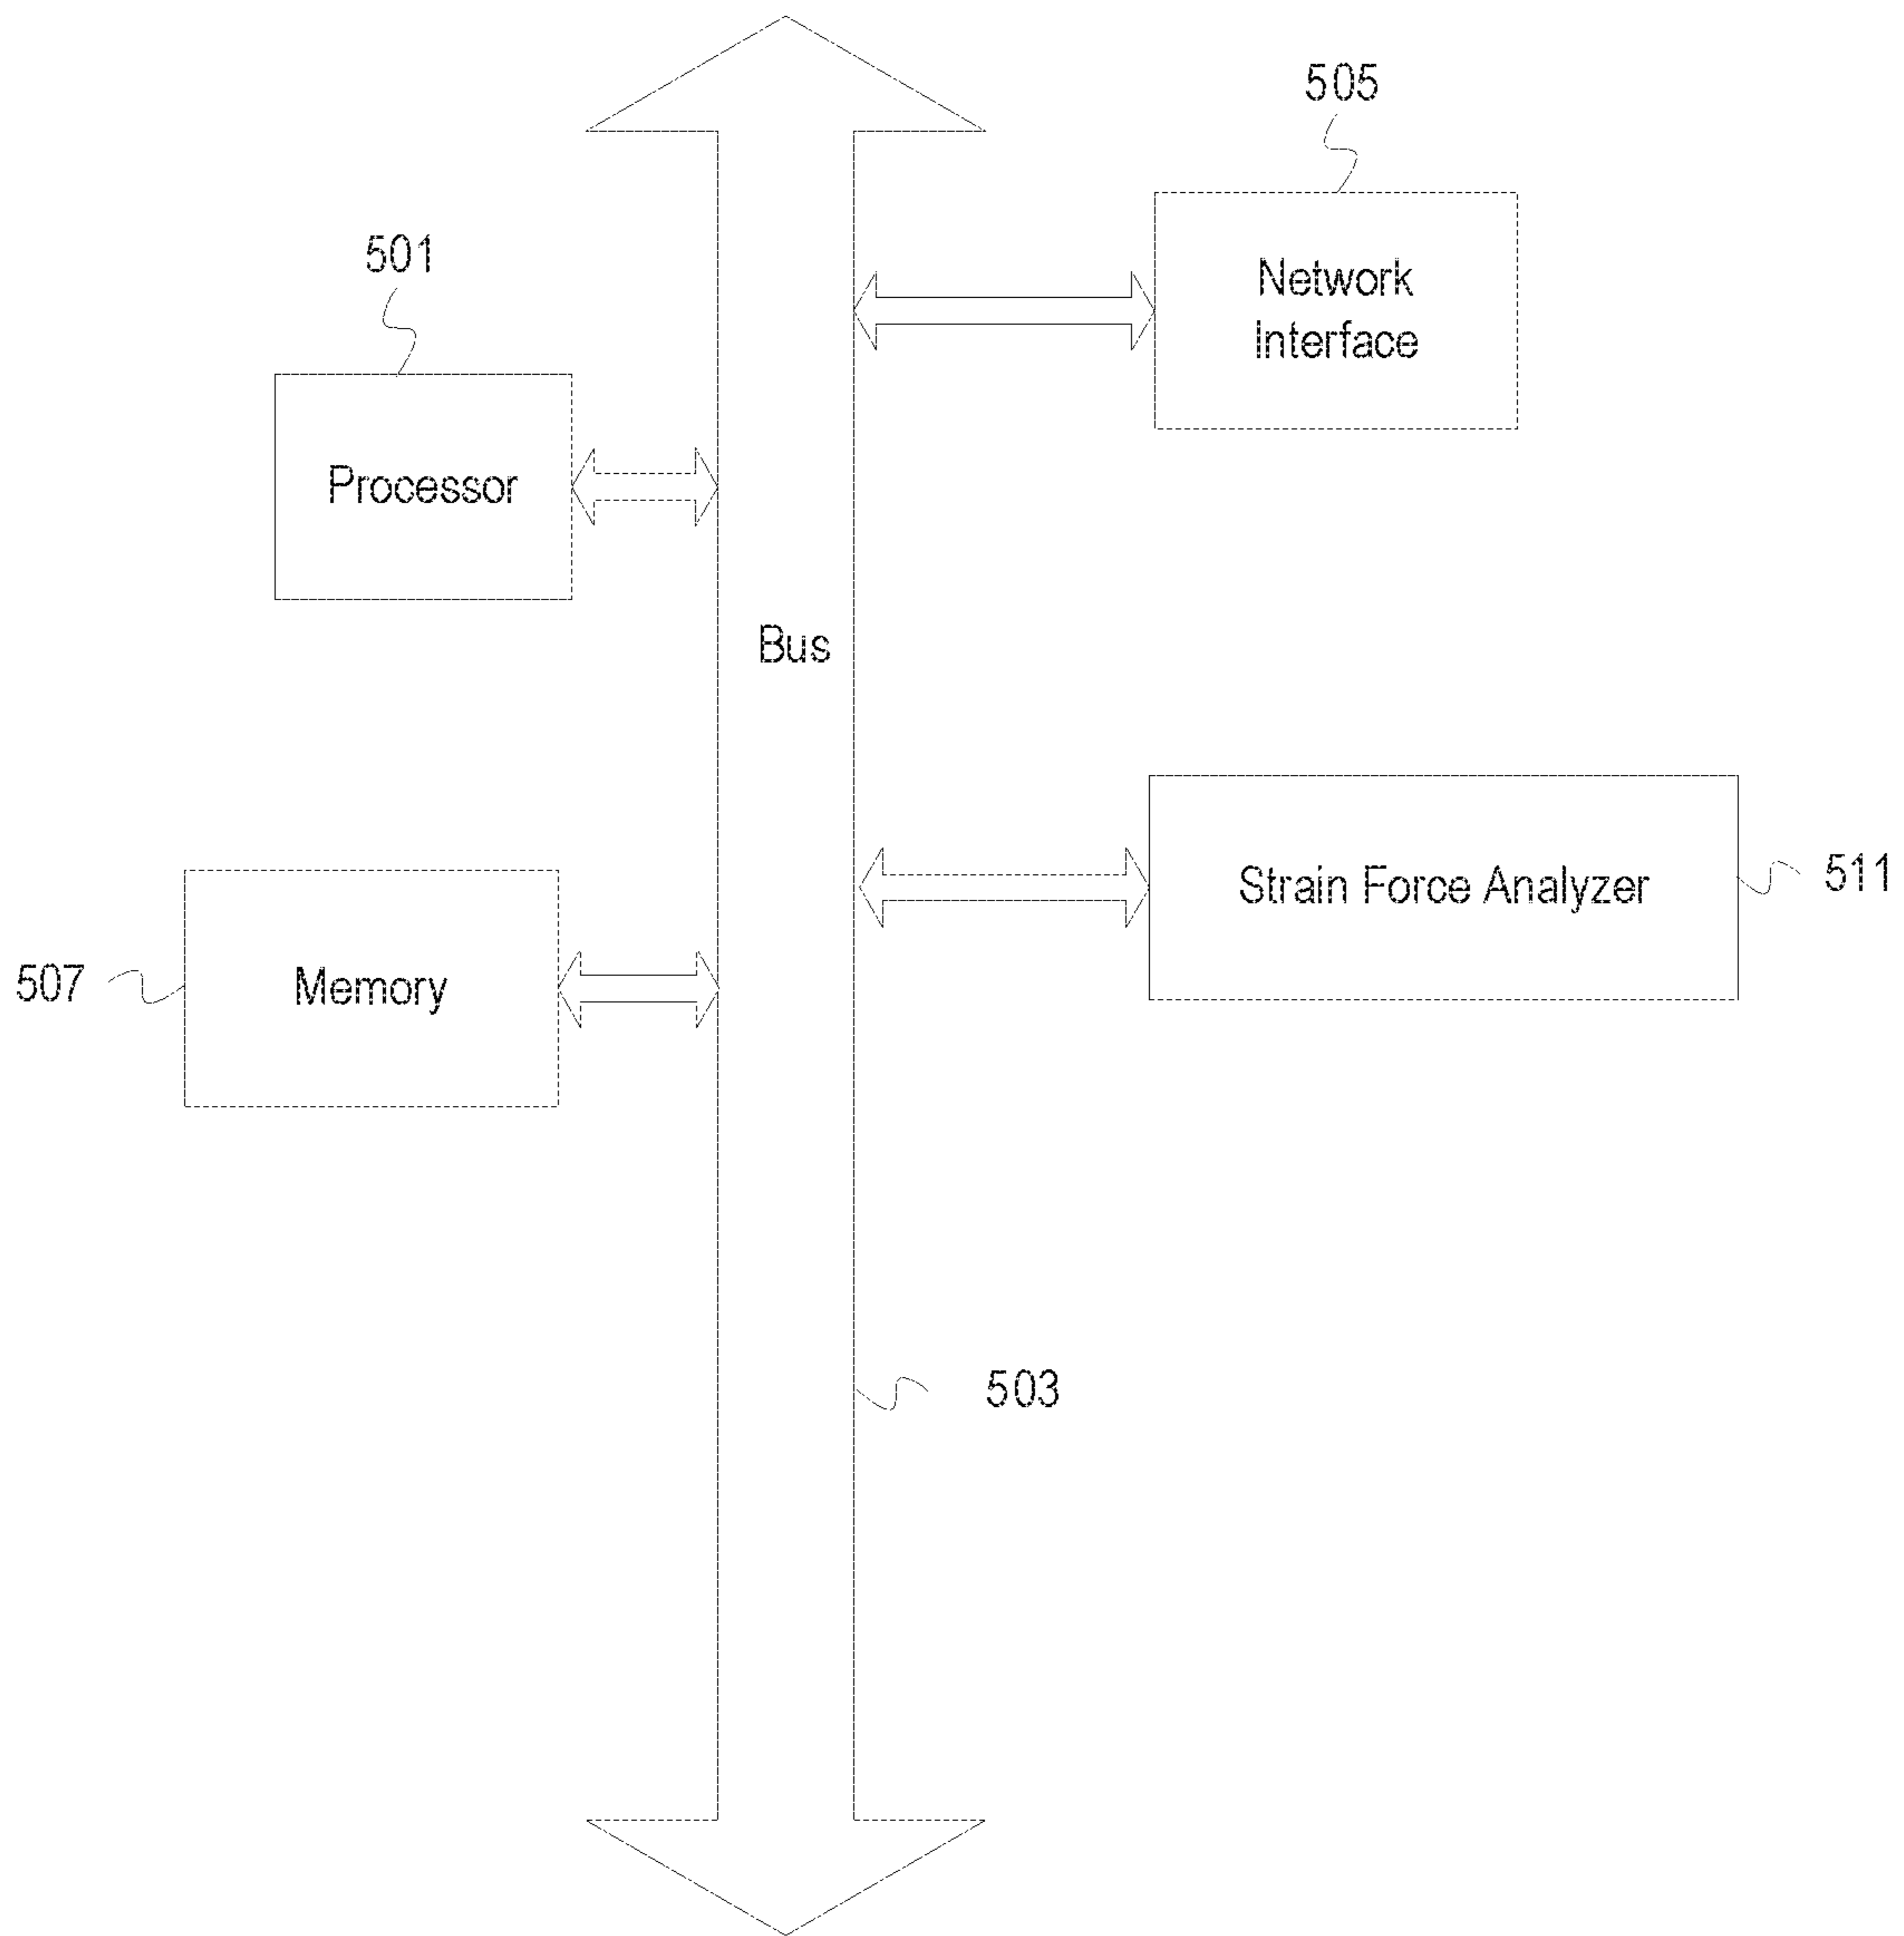 505
501
Network
Interface
Processor
Bus
Strain Force Analyzer
511
507
Memory
503